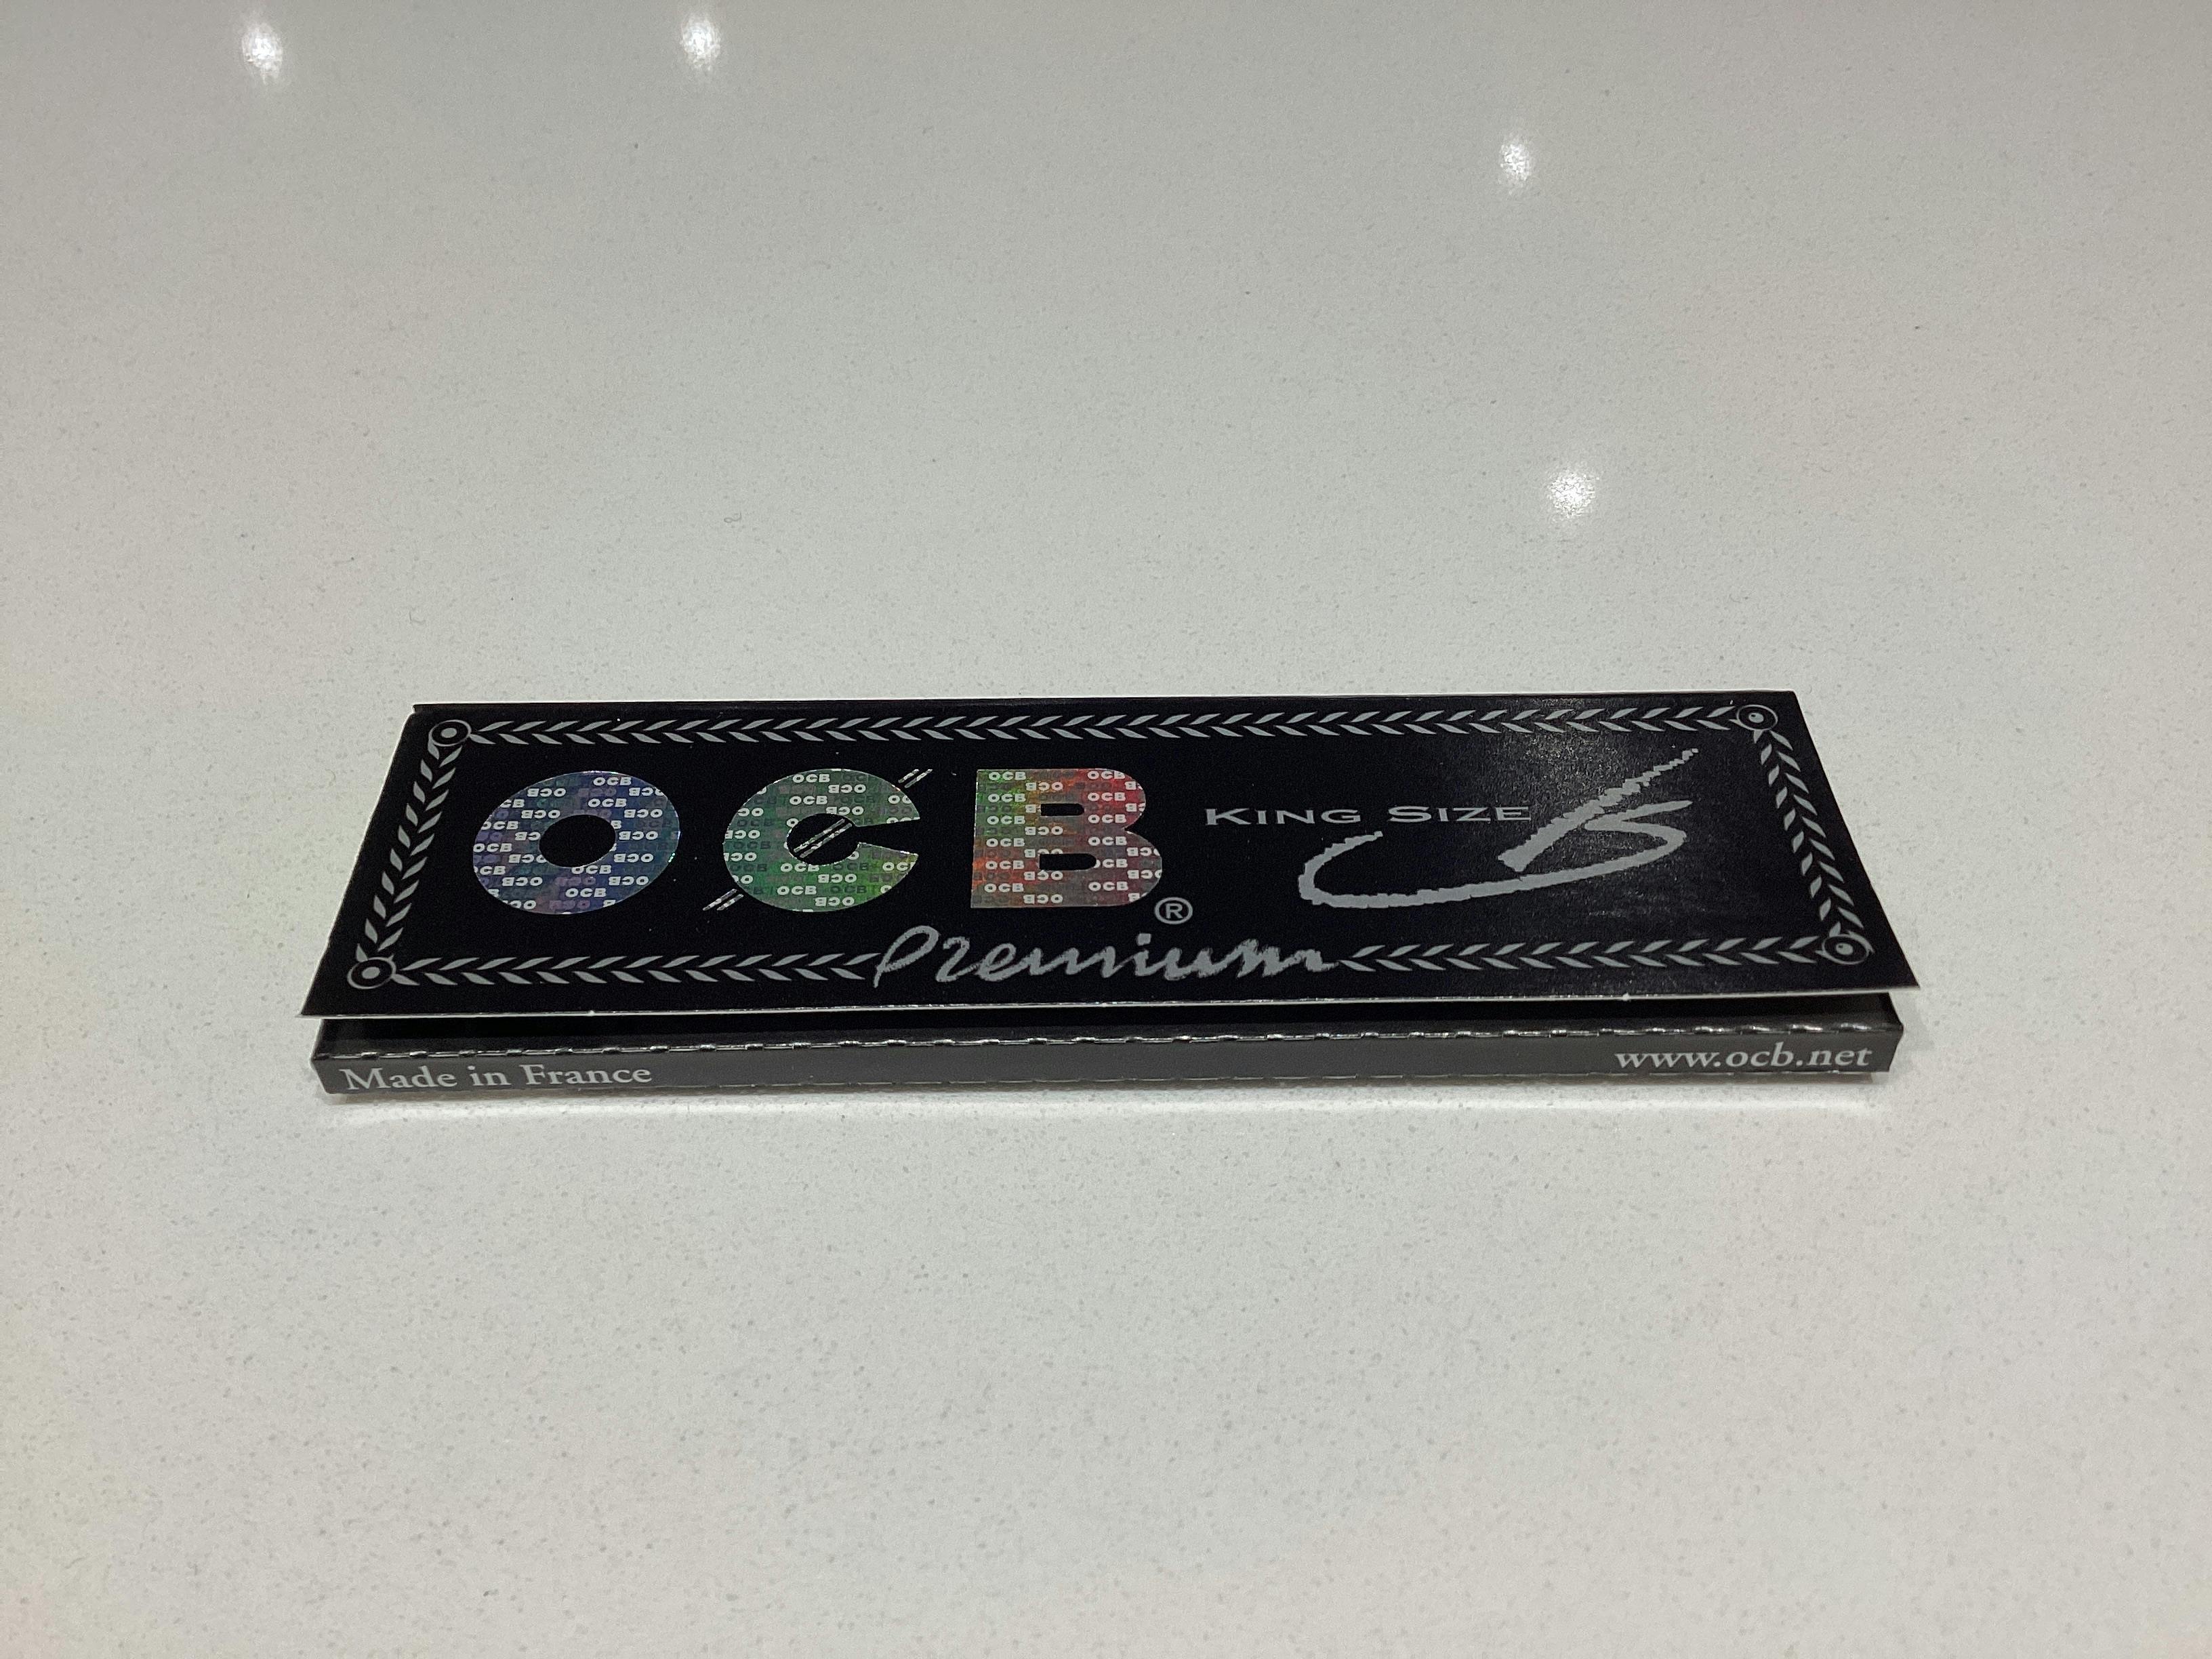 OCB®
KING SIZE
Premium
Made in France
www.ocb.net